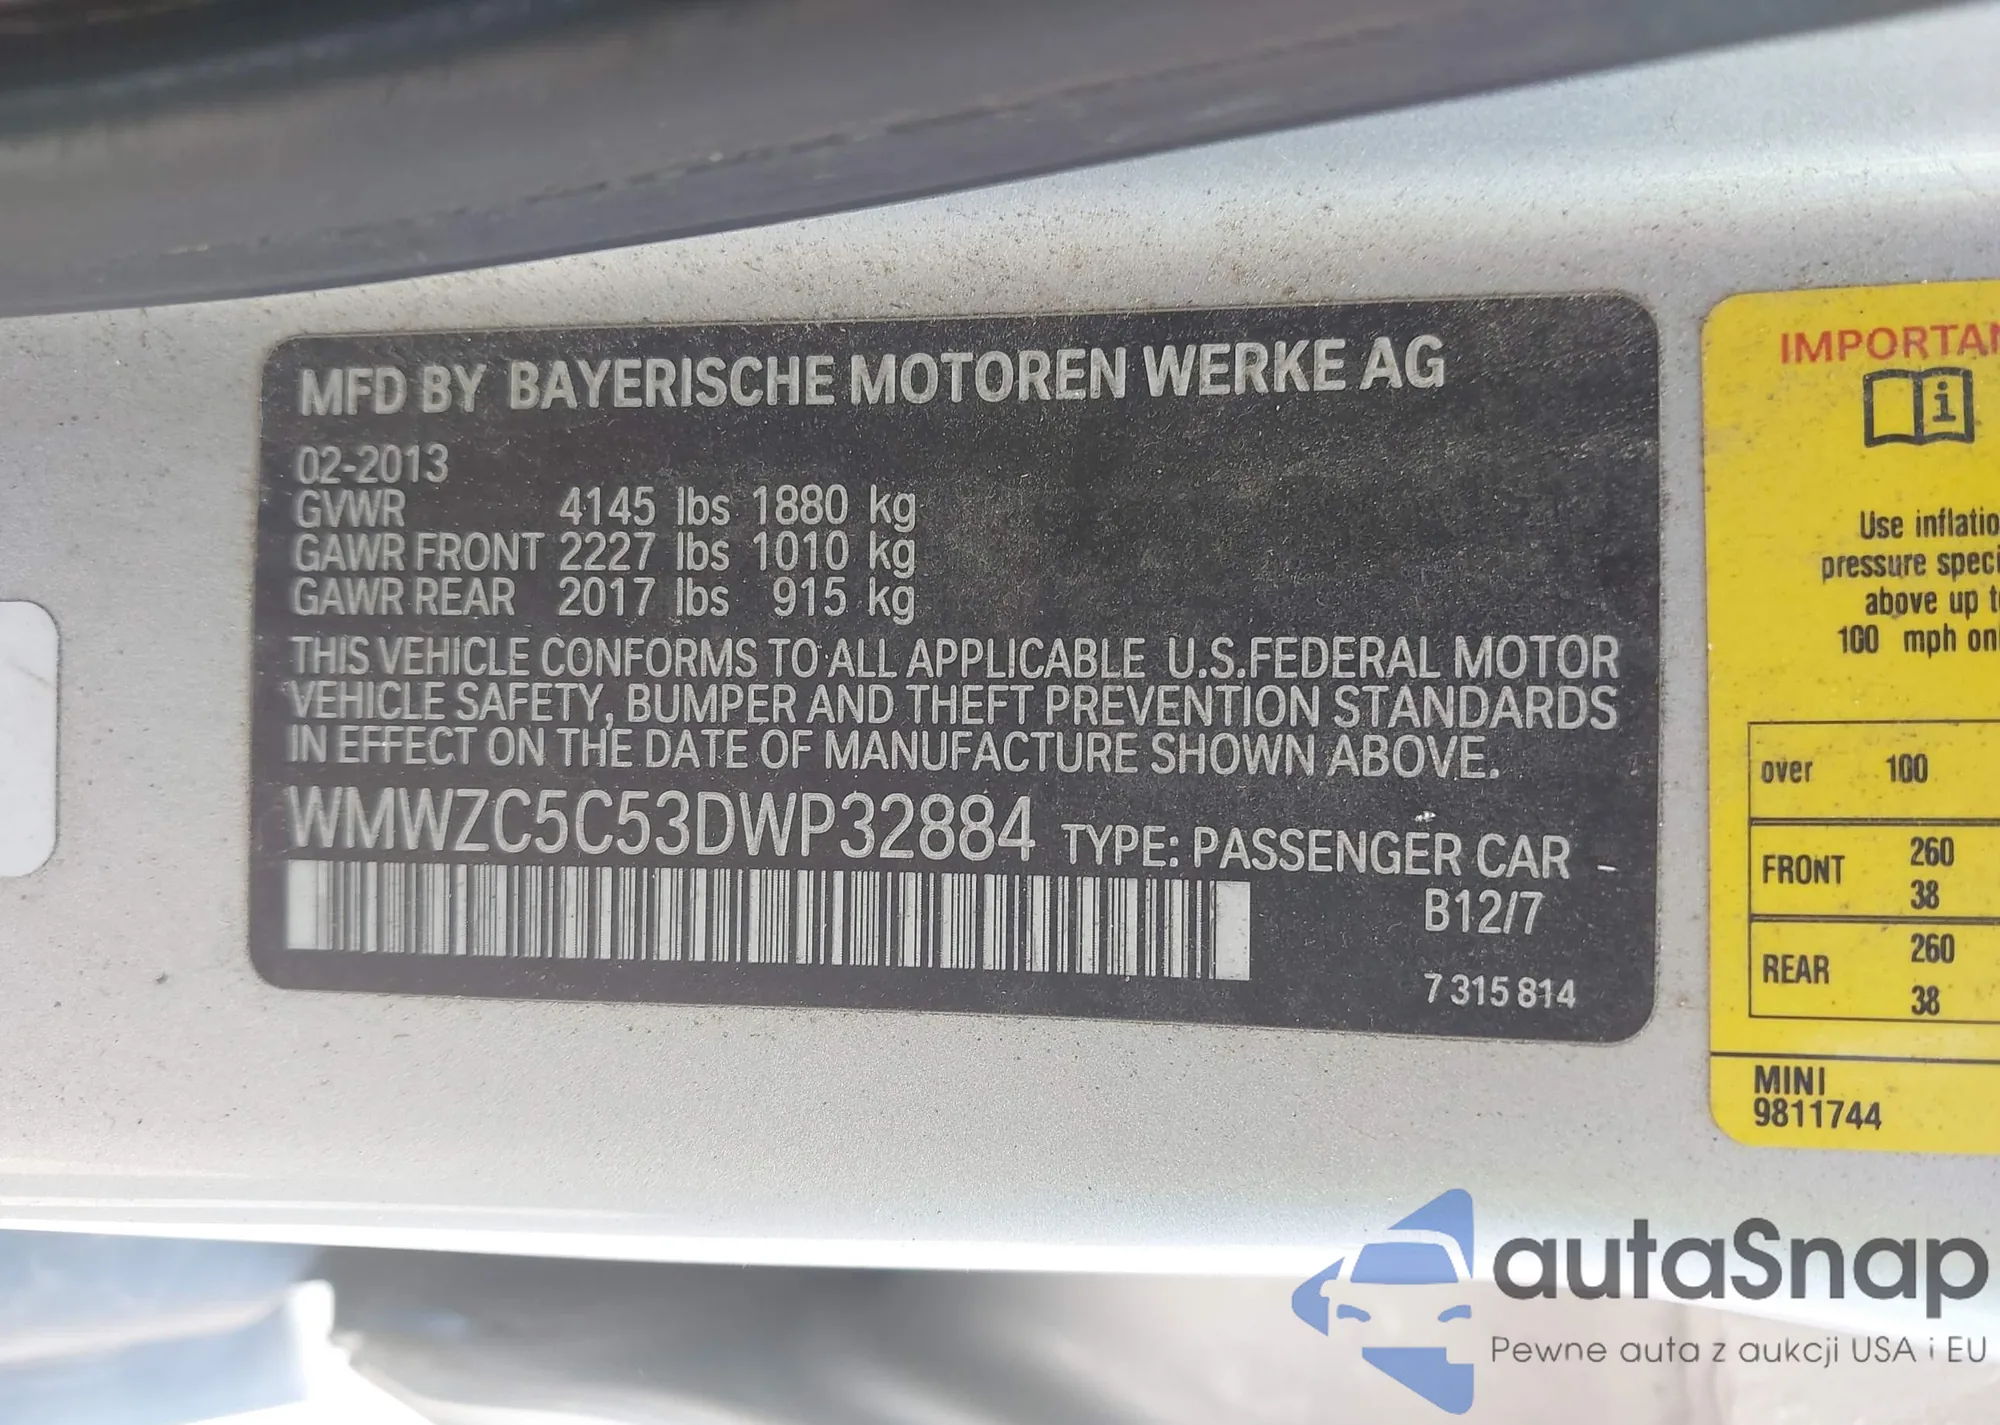 MFD BY BAYERISCHE MOTOREN WERKE AG
02-2013
GVWR 4145 lbs 1880 kg
GAWR FRONT 2227 lbs 1010 kg
GAWR REAR 2017 lbs 915 kg
THIS VEHICLE CONFORMS TO ALL APPLICABLE U.S.FEDERAL MOTOR
VEHICLE SAFETY, BUMPER AND THEFT PREVENTION STANDARDS
IN EFFECT ON THE DATE OF MANUFACTURE SHOWN ABOVE.
WMWZC5C53DWP32884 TYPE: PASSENGER CAR -
B12/7
7 315 814
IMPORTAN
i
Use inflatio
pressure speci
above up t
100 mph onl
over 100
FRONT 260
38
REAR 260
38
MINI
9811744
autaSnap
Pewne auta z aukcji USA i EU